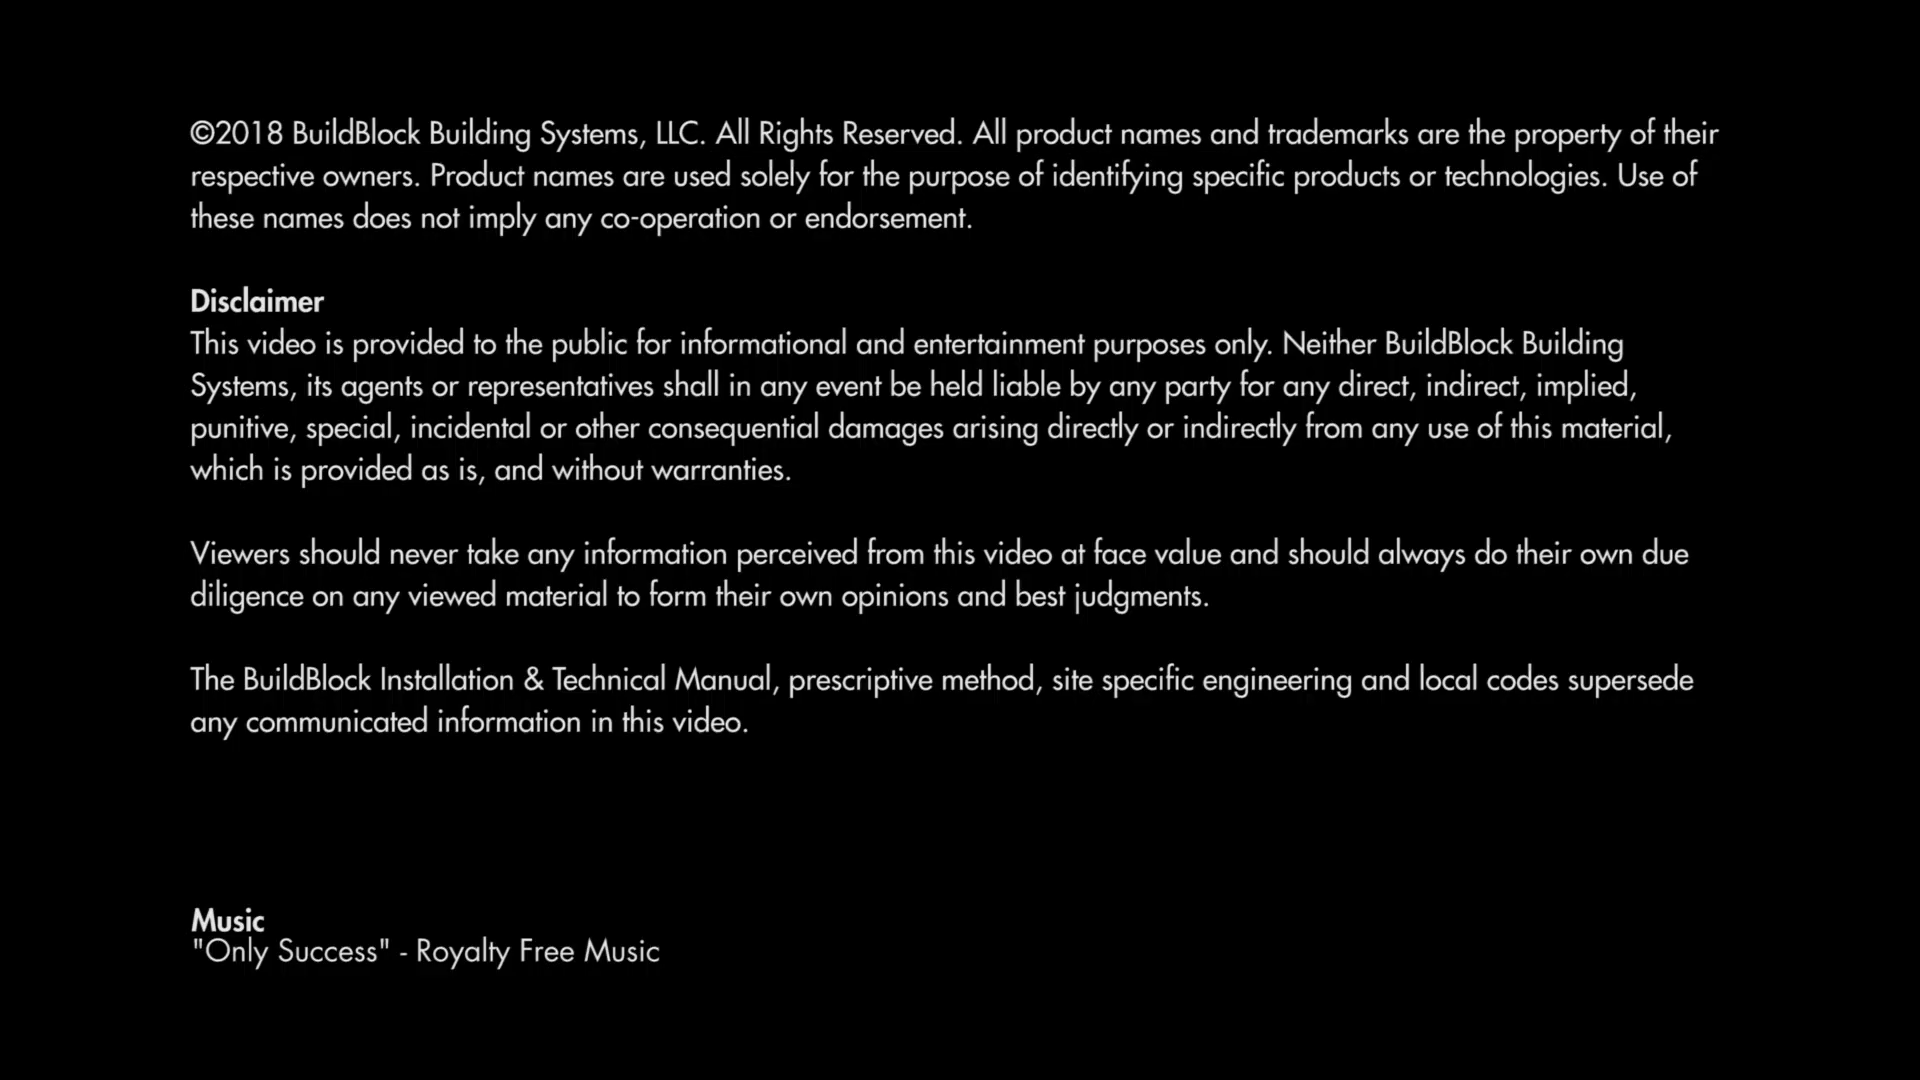 ©2018 BuildBlock Building Systems, LLC. All Rights Reserved. All product names and trademarks are the property of their
respective owners. Product names are used solely for the purpose of identifying specific products or technologies. Use of
these names does not imply any co-operation or endorsement.
Disclaimer
This video is provided to the public for informational and entertainment purposes only. Neither BuildBlock Building
Systems, its agents or representatives shall in any event be held liable by any party for any direct, indirect, implied,
punitive, special, incidental or other consequential damages arising directly or indirectly from any use of this material,
which is provided as is, and without warranties.
Viewers should never take any information perceived from this video at face value and should always do their own due
diligence on any viewed material to form their own opinions and best judgments.
The BuildBlock Installation & Technical Manual, prescriptive method, site specific engineering and local codes supersede
any communicated information in this video.
Music
"Only Success" - Royalty Free Music